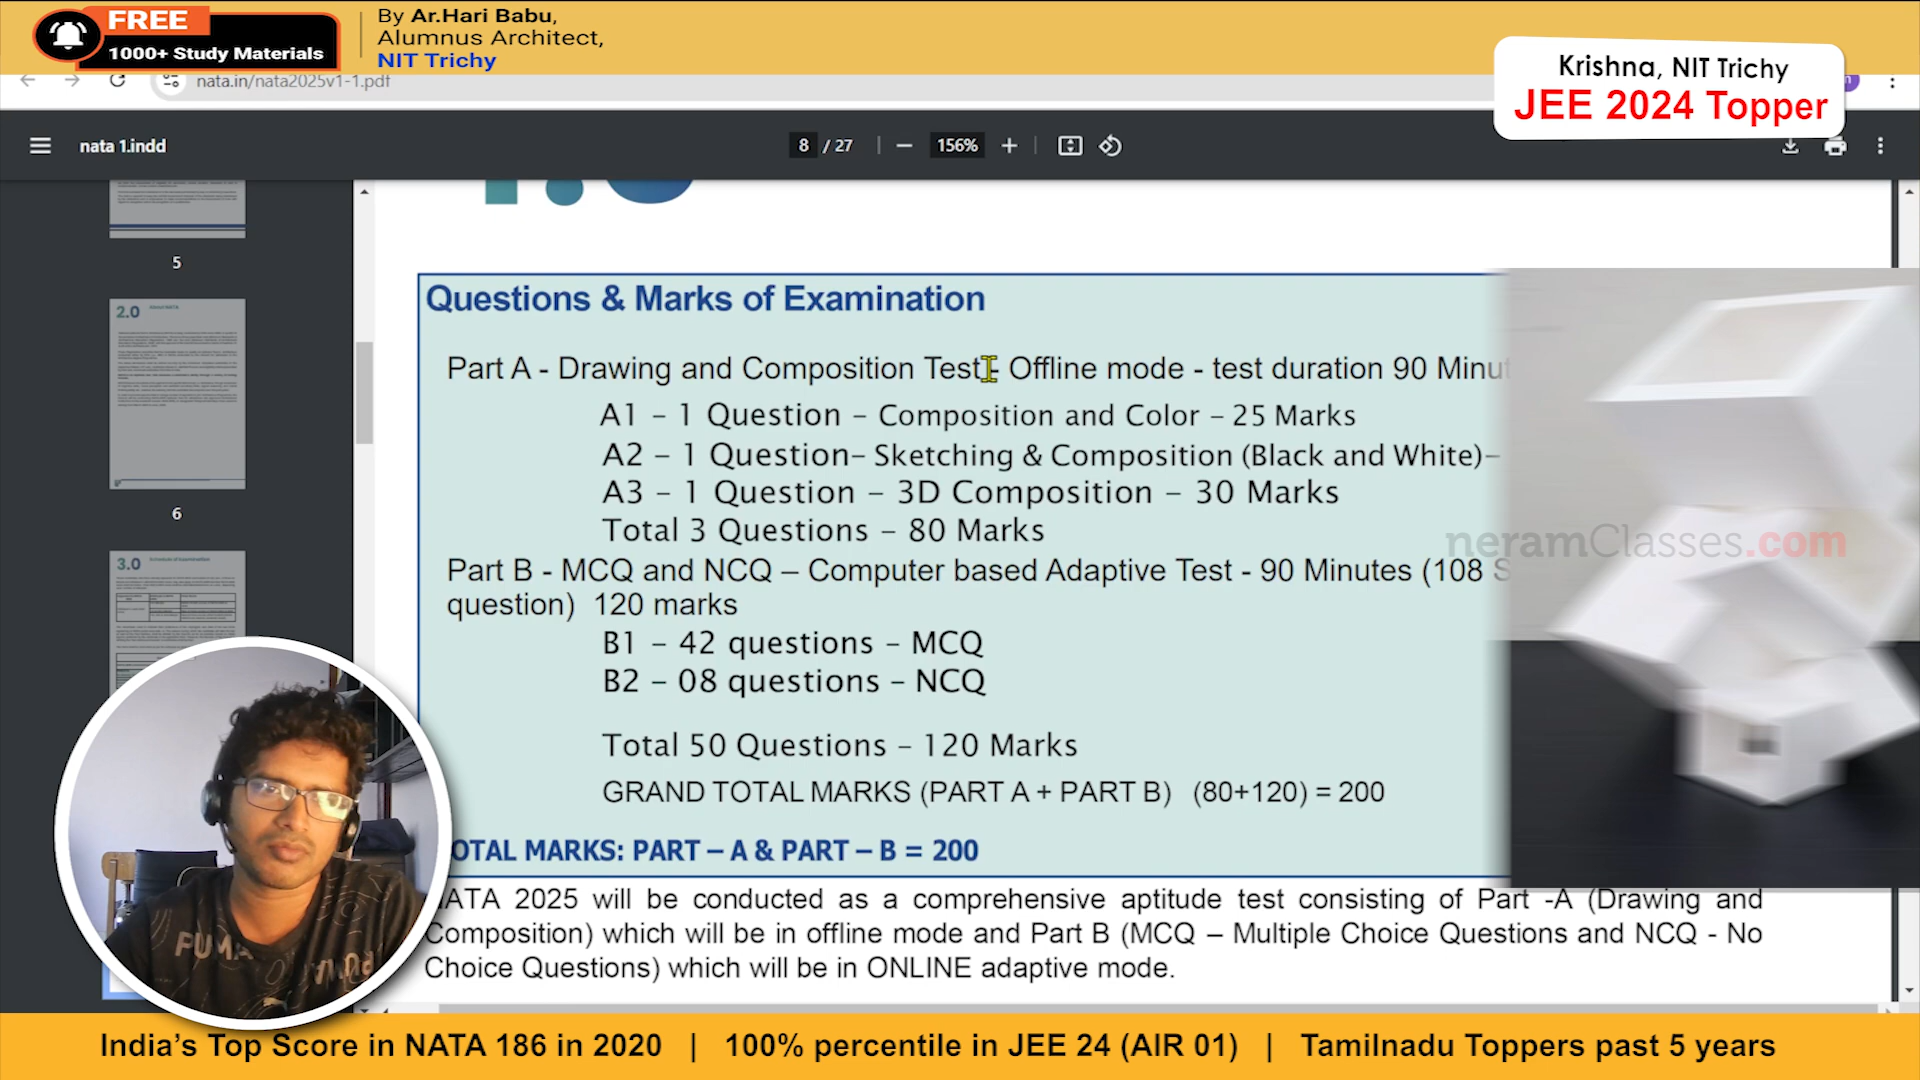 FREE
1000+ Study Materials
By Ar.Hari Babu,
Alumnus Architect,
NIT Trichy
Krishna, NIT Trichy
JEE 2024 Topper
nata.in/nata2025v1-1.pdf
nata 1.indd
8 / 27
156%
5
2.0
6
3.0
Questions & Marks of Examination
Part A - Drawing and Composition Test - Offline mode - test duration 90
A1 – 1 Question – Composition and Color – 25 Marks
A2 – 1 Question– Sketching & Composition (Black and White)–
A3 – 1 Question – 3D Composition – 30 Marks
Total 3 Questions – 80 Marks
Part B - MCQ and NCQ – Computer based Adaptive Test - 90 Minutes (108
question) 120 marks
B1 – 42 questions – MCQ
B2 – 08 questions – NCQ
Total 50 Questions – 120 Marks
GRAND TOTAL MARKS (PART A + PART B) (80+120) = 200
OTAL MARKS: PART – A & PART – B = 200
ATA 2025 will be conducted as a comprehensive aptitude test consisting of Part -A (Drawing and
Composition) which will be in offline mode and Part B (MCQ – Multiple Choice Questions and NCQ - No
Choice Questions) which will be in ONLINE adaptive mode.
neramClasses.com
PUMA
India's Top Score in NATA 186 in 2020 | 100% percentile in JEE 24 (AIR 01) | Tamilnadu Toppers past 5 years